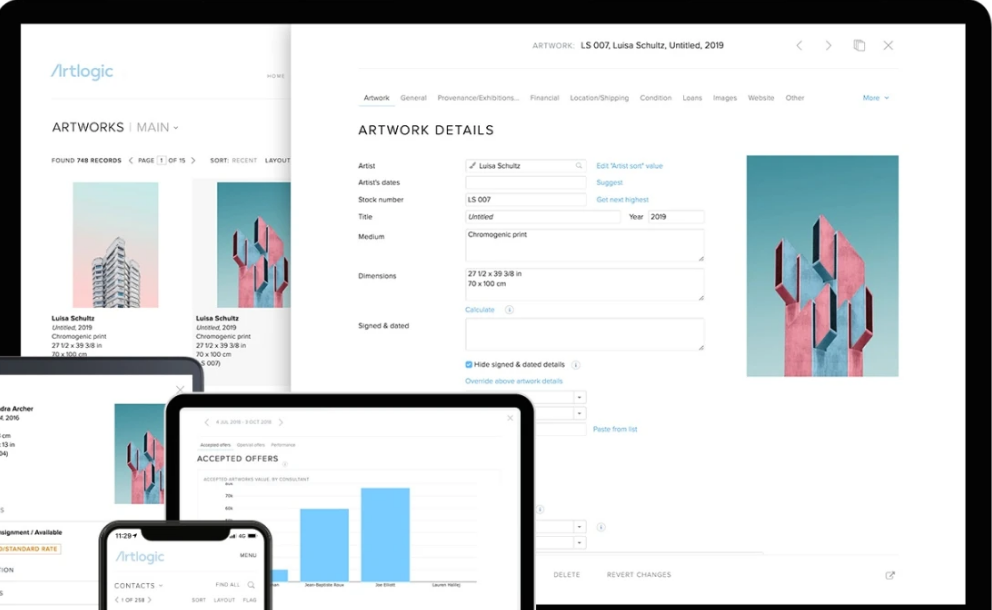 ARTWORK: LS 007, Luisa Schultz, Untitled, 2019
Artlogic
HOME
Artwork General Provenance/Exhibitions... Financial Location/Shipping Condition Loans Images Website Other More
ARTWORKS | MAIN
ARTWORK DETAILS
FOUND 748 RECORDS PAGE 1 OF 15 SORT: RECENT LAYOUT
Artist Luisa Schultz Edit "Artist sort" value
Artist's dates Suggest
Stock number LS 007 Get next highest
Title Untitled Year 2019
Medium Chromogenic print
Dimensions 27 1/2 x 39 3/8 in
70 x 100 cm
Calculate
Signed & dated
Hide signed & dated details
Override above artwork details
Paste from list
DELETE REVERT CHANGES
Luisa Schultz
Untitled, 2019
Chromogenic print
27 1/2 x 39 3/8 in
70 x 100 cm
Luisa Schultz
Untitled, 2019
Chromogenic print
27 1/2 x 39 3/8 in
70 x 100 cm
S 007)
dra Archer
2016
cm
13 in
04)
signment / Available
D/STANDARD RATE
ION
4 JUL 2016 - 9 OCT 2016
Accepted offers Opening offers Performance
ACCEPTED OFFERS
ACCEPTED ARTWORKS VALUE, BY CONSULTANT
70k
Jean-Baptiste Roux Joe Elliott Lauren Halley
11:29 4G
Artlogic MENU
CONTACTS FIND ALL
1 OF 258 SORT LAYOUT FLAG